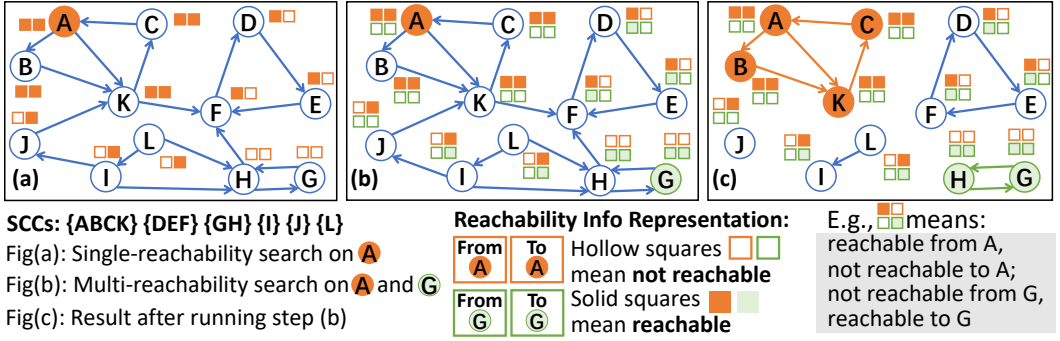 A C D
B
K F E
J L
I H G
(a)
A C D
B
K F E
J L
I H G
(b)
A C D
B
K F E
J L
I H G
(c)
SCCs: {ABCK} {DEF} {GH} {I} {J} {L}
Fig(a): Single-reachability search on A
Fig(b): Multi-reachability search on A and G
Fig(c): Result after running step (b)
Reachability Info Representation:
From A To A
From G To G
Hollow squares
mean not reachable
Solid squares
mean reachable
E.g., means:
reachable from A,
not reachable to A;
not reachable from G,
reachable to G